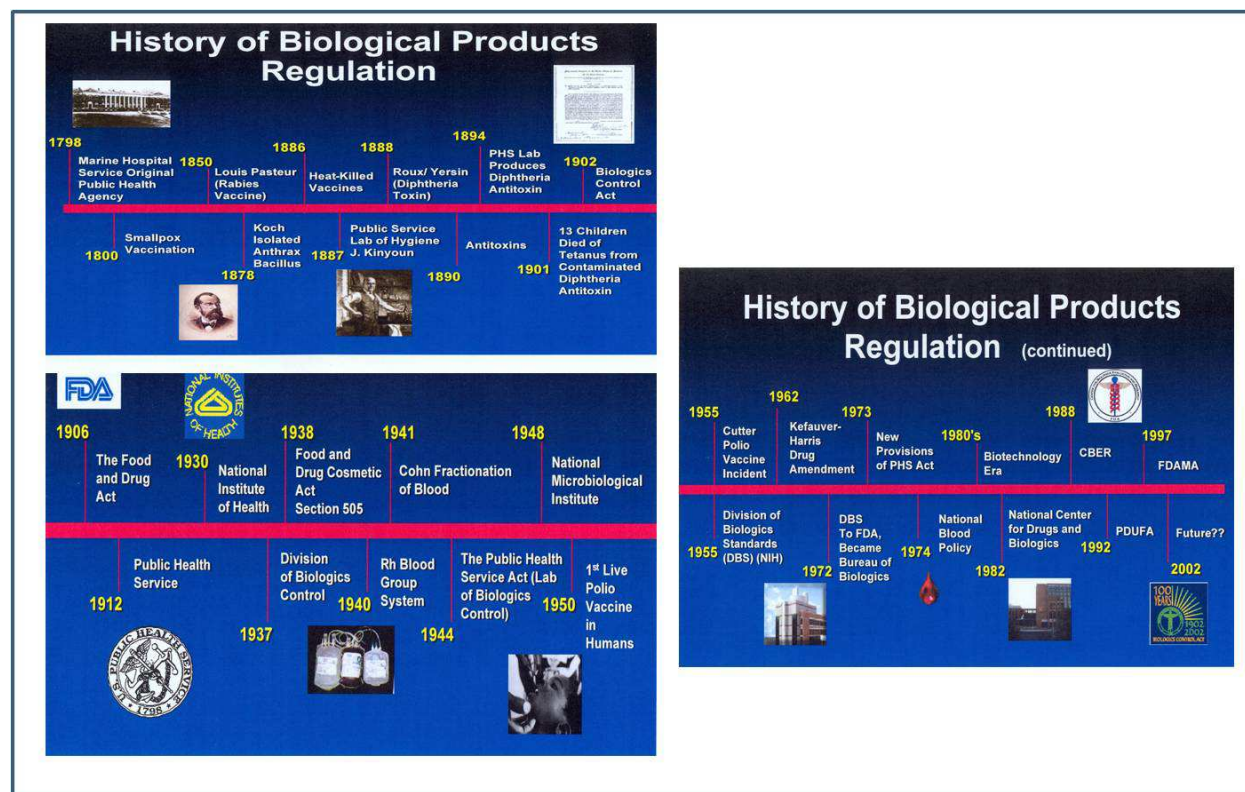 History of Biological Products
Regulation
1798
Marine Hospital
Service Original
Public Health
Agency
1850
Louis Pasteur
(Rabies
Vaccine)
1886
Heat-Killed
Vaccines
1888
Roux/ Yersin
(Diphtheria
Toxin)
1894
PHS Lab
Produces
Diphtheria
Antitoxin
1902
Biologics
Control
Act
1800
Smallpox
Vaccination
1878
Koch
Isolated
Anthrax
Bacillus
1887
Public Service
Lab of Hygiene
J. Kinyoun
1890
Antitoxins
1901
13 Children
Died of
Tetanus from
Contaminated
Diphtheria
Antitoxin
FDA
NATIONAL INSTITUTES
OF HEALTH
1906
The Food
and Drug
Act
1930
National
Institute
of Health
1938
Food and
Drug Cosmetic
Act
Section 505
1941
Cohn Fractionation
of Blood
1948
National
Microbiological
Institute
1912
Public Health
Service
1937
Division
of Biologics
Control
1940
Rh Blood
Group
System
1944
The Public Health
Service Act (Lab
of Biologics
Control)
1950
1st Live
Polio
Vaccine
in
Humans
U.S. PUBLIC HEALTH SERVICE
1798
History of Biological Products
Regulation (continued)
1955
Cutter
Polio
Vaccine
Incident
1962
Kefauver-
Harris
Drug
Amendment
1973
New
Provisions
of PHS Act
1980's
Biotechnology
Era
1988
CBER
1997
FDAMA
1955
Division of
Biologics
Standards
(DBS) (NIH)
1972
DBS
To FDA,
Became
Bureau of
Biologics
1974
National
Blood
Policy
1982
National Center
for Drugs and
Biologics
1992
PDUFA
2002
Future??
100
YEARS
1902
2002
BIOLOGICS CONTROL ACT